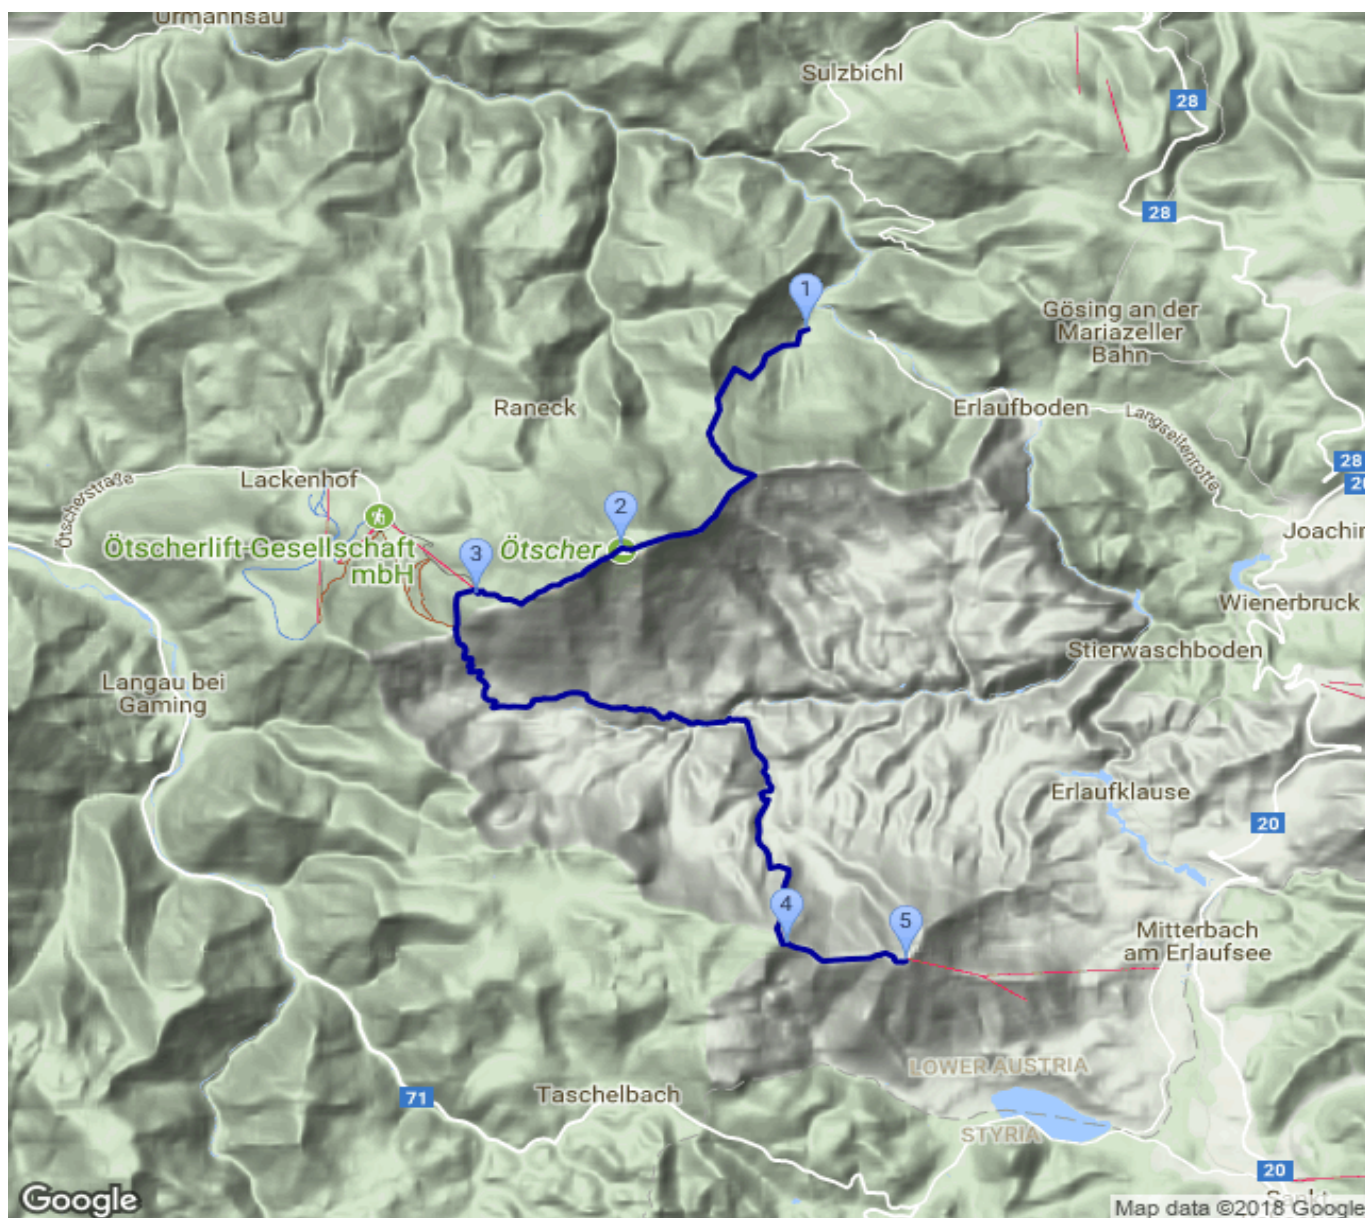 Urmannsau
Sulzbichl
28
28
1
Gösing an der
Mariazeller
Bahn
Raneck
Erlaufboden
Langseitenrotte
28
20
Lackenhof
Ötscherstraße
2
Joachim
Ötscherlift-Gesellschaft
mbH
Ötscher
3
Wienerbruck
Stierwaschboden
Langau bei
Gaming
Erlaufklause
20
4
5
Mitterbach
am Erlaufsee
LOWER AUSTRIA
71
Taschelbach
STYRIA
20
Sankt
Google
Map data ©2018 Google